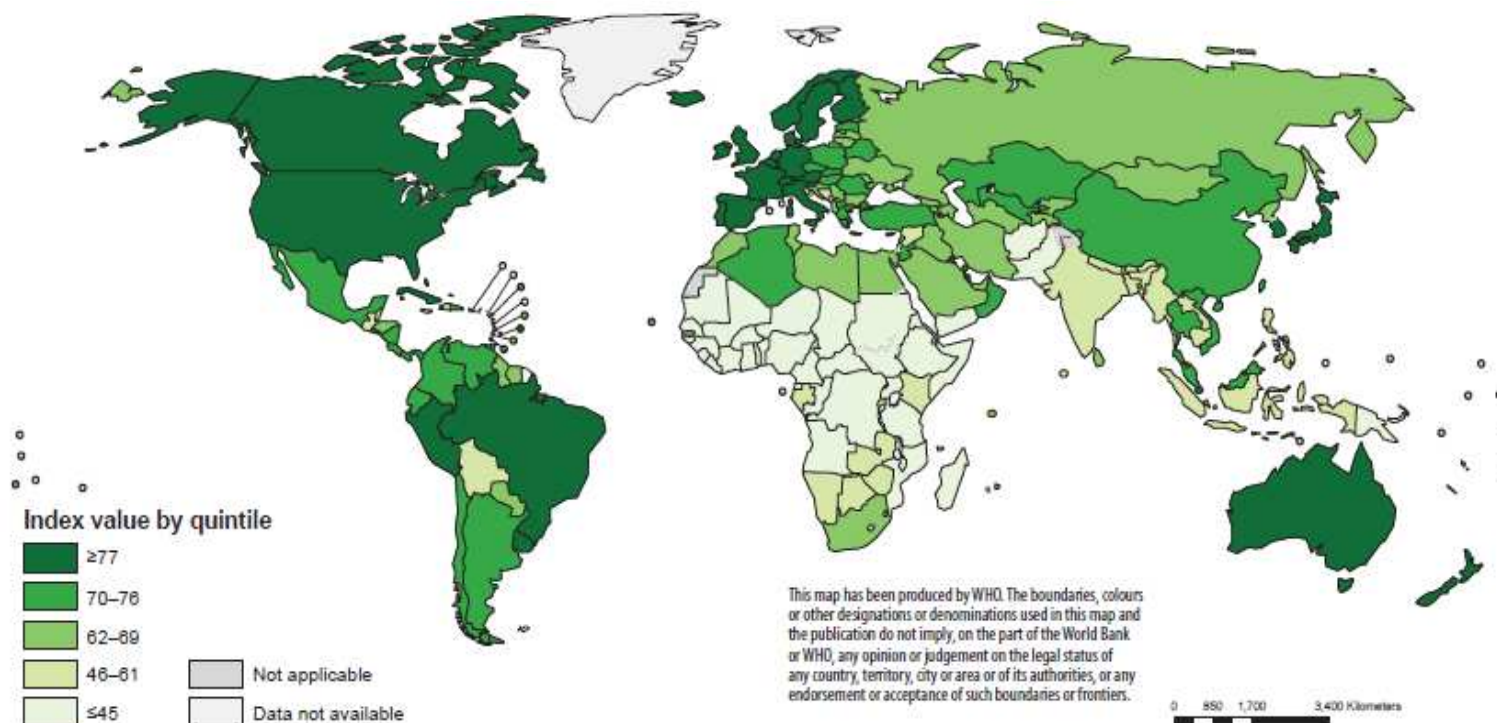 Index value by quintile
≥77
70–76
62–69
46–61
≤45
Not applicable
Data not available
This map has been produced by WHO. The boundaries, colours
or other designations or denominations used in this map and
the publication do not imply, on the part of the World Bank
or WHO, any opinion or judgement on the legal status of
any country, territory, city or area or of its authorities, or any
endorsement or acceptance of such boundaries or frontiers.
0 850 1,700 3,400 Kilometers